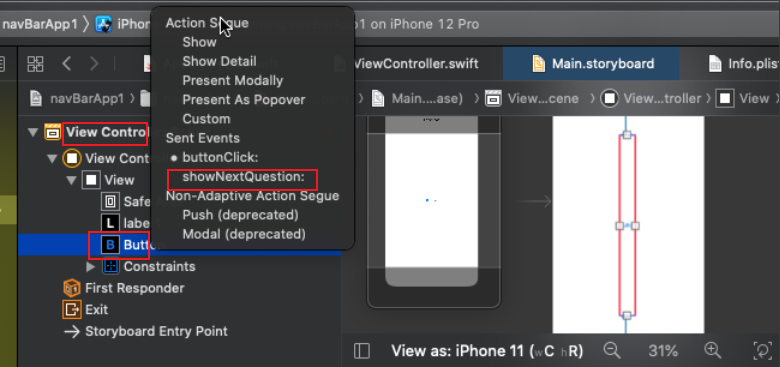 navBarApp1 〉 iPhon
App1 on iPhone 12 Pro
Action Segue
Show
Show Detail
Present Modally
Present As Popover
Custom
Sent Events
• buttonClick:
showNextQuestion:
Non-Adaptive Action Segue
Push (deprecated)
Modal (deprecated)
ViewController.swift
Main.storyboard
Info.plis
navBarApp1
Main....ase)
View...cene
View...troller
View
View Control
View Contro
View
Safe
L label
B Butt
Constraints
First Responder
Exit
Storyboard Entry Point
View as: iPhone 11 (wC hR)
31%